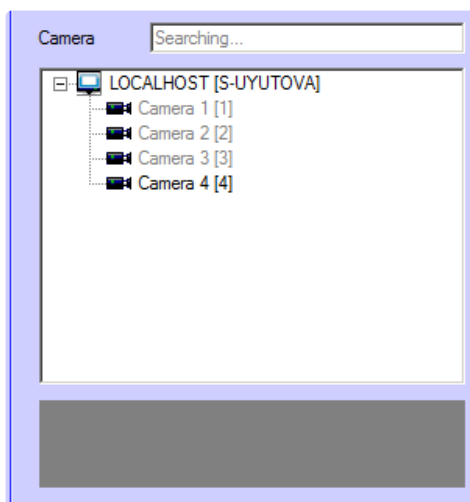 Camera Searching...
LOCALHOST [S-UYUTOVA]
Camera 1 [1]
Camera 2 [2]
Camera 3 [3]
Camera 4 [4]